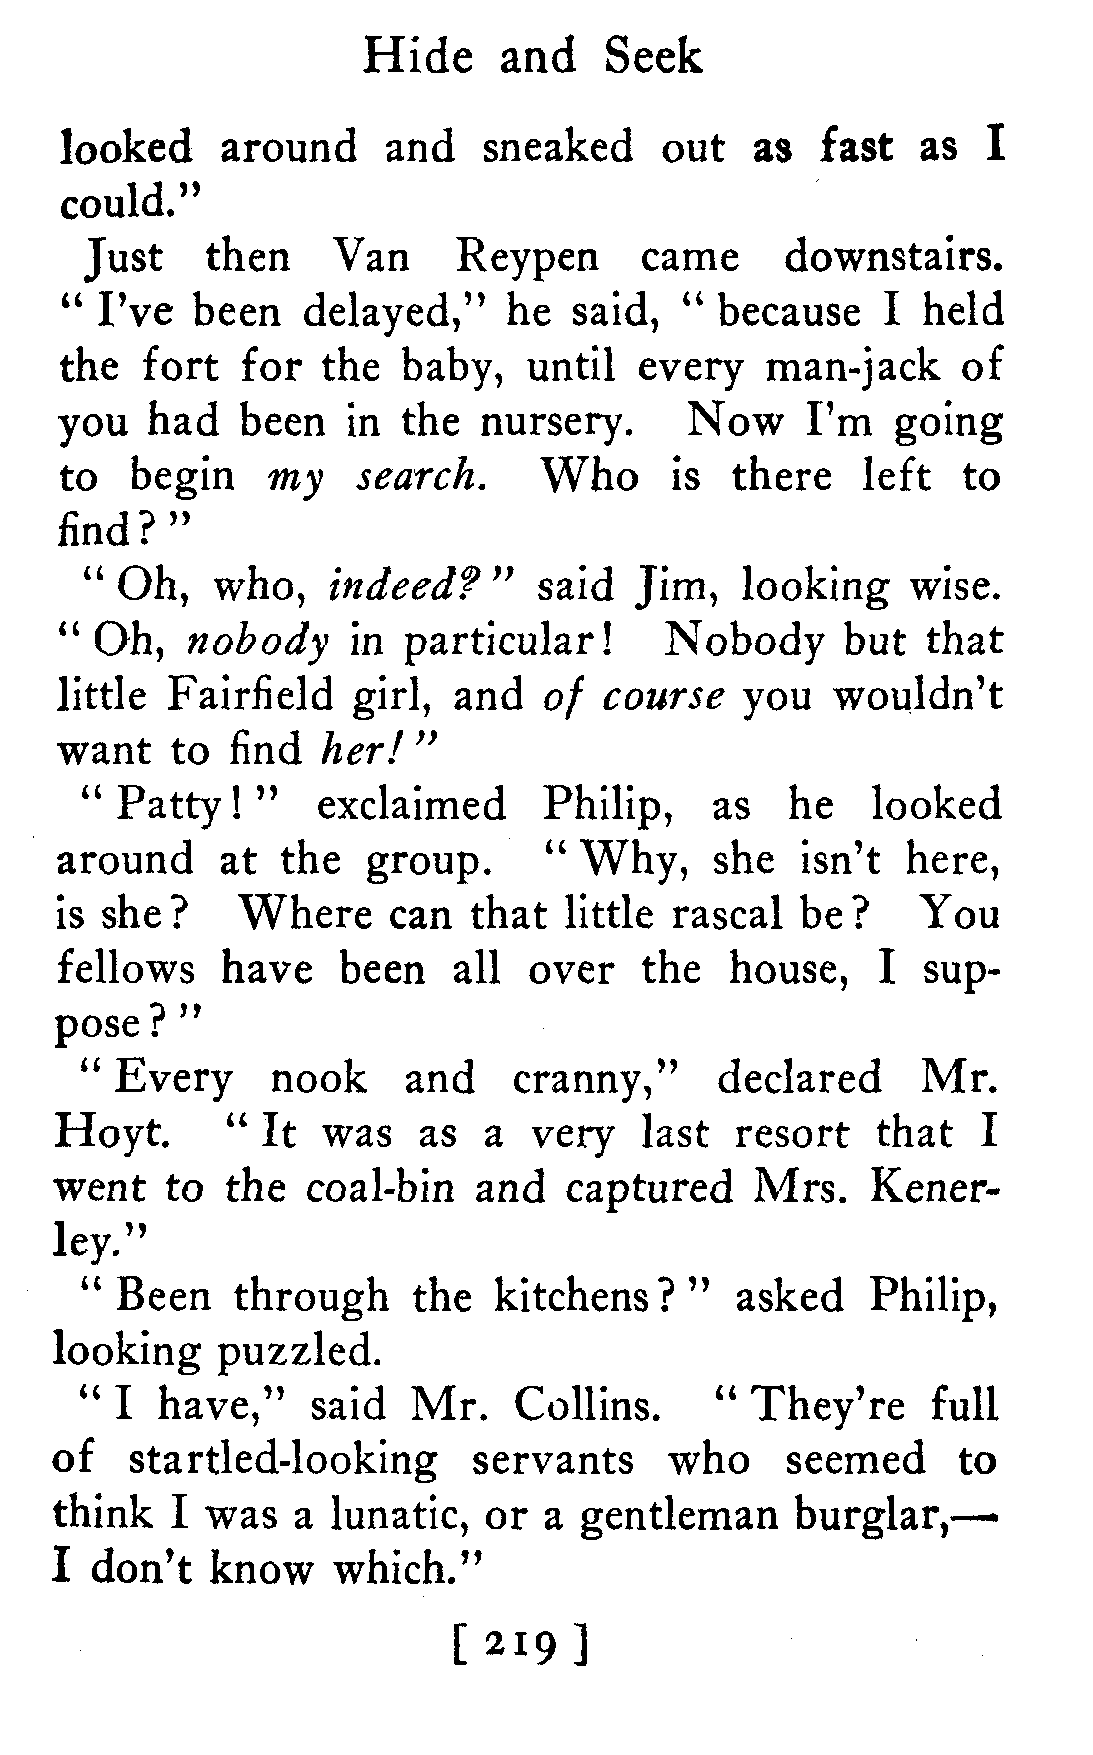 Hide and Seek
looked around and sneaked out as fast as I
could."
Just then Van Reypen came downstairs.
" I've been delayed," he said, " because I held
the fort for the baby, until every man-jack of
you had been in the nursery. Now I'm going
to begin my search. Who is there left to
find? "
" Oh, who, indeed? " said Jim, looking wise.
" Oh, nobody in particular! Nobody but that
little Fairfield girl, and of course you wouldn't
want to find her! "
" Patty! " exclaimed Philip, as he looked
around at the group. " Why, she isn't here,
is she? Where can that little rascal be? You
fellows have been all over the house, I sup-
pose? "
" Every nook and cranny," declared Mr.
Hoyt. " It was as a very last resort that I
went to the coal-bin and captured Mrs. Kener-
ley."
" Been through the kitchens? " asked Philip,
looking puzzled.
" I have," said Mr. Collins. " They're full
of startled-looking servants who seemed to
think I was a lunatic, or a gentleman burglar,—
I don't know which."
[ 219 ]